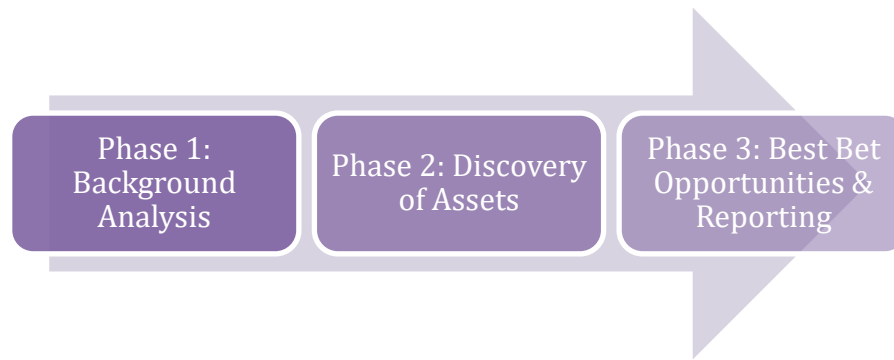 Phase 1:
Background
Analysis
Phase 2: Discovery
of Assets
Phase 3: Best Bet
Opportunities &
Reporting